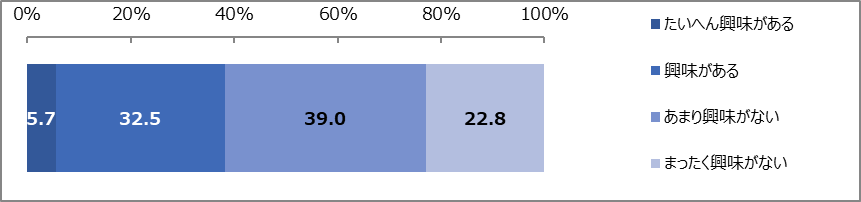 0% 20% 40% 60% 80% 100%
5.7 32.5 39.0 22.8
たいへん興味がある
興味がある
あまり興味がない
まったく興味がない